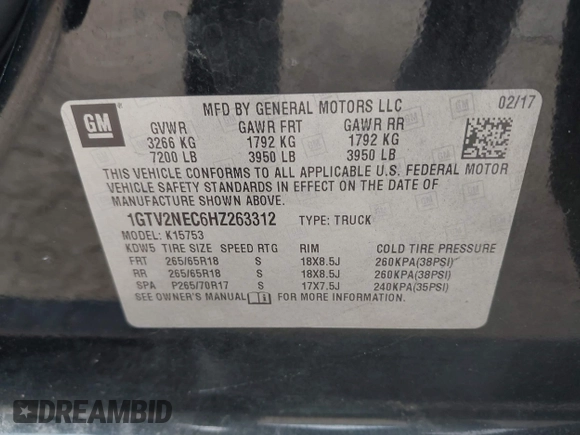 GM
MFD BY GENERAL MOTORS LLC 02/17
GVWR GAWR FRT GAWR RR
3266 KG 1792 KG 1792 KG
7200 LB 3950 LB 3950 LB
THIS VEHICLE CONFORMS TO ALL APPLICABLE U.S. FEDERAL MOTOR
VEHICLE SAFETY STANDARDS IN EFFECT ON THE DATE OF
MANUFACTURE SHOWN ABOVE.
1GTV2NEC6HZ263312 TYPE: TRUCK
MODEL: K15753
KDW5 TIRE SIZE SPEED RTG RIM COLD TIRE PRESSURE
FRT 265/65R18 S 18X8.5J 260KPA(38PSI)
RR 265/65R18 S 18X8.5J 260KPA(38PSI)
SPA P265/70R17 S 17X7.5J 240KPA(35PSI)
SEE OWNER'S MANUAL
DREAMBID